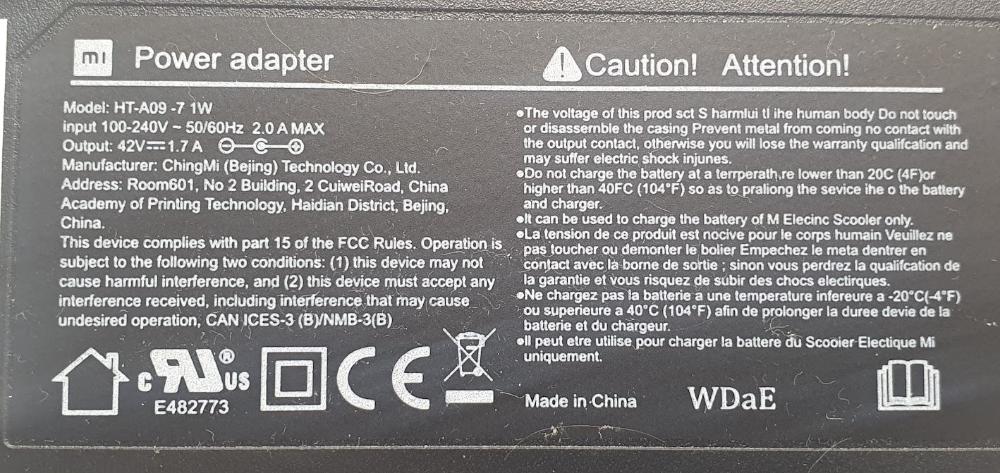 mi Power adapter
Model: HT-A09 -7 1W
input 100-240V ~ 50/60Hz 2.0 A MAX
Output: 42V⎓1.7 A
Manufacturer: ChingMi (Bejing) Technology Co., Ltd.
Address: Room601, No 2 Building, 2 CuiweiRoad, China
Academy of Printing Technology, Haidian District, Bejing,
China.
This device complies with part 15 of the FCC Rules. Operation is
subject to the following two conditions: (1) this device may not
cause harmful interference, and (2) this device must accept any
interference received, including interference that may cause
undesired operation, CAN ICES-3 (B)/NMB-3(B)
c RU ® US
E482773
CE
Caution! Attention!
●The voltage of this prod sct S harmlui tl ihe human body Do not touch
or disassernble the casing Prevent metal from coming no contact wiith
the output contact, otherwise you will lose the warranty qualifcation and
may suffer electric shock injunes.
●Do not charge the battery at a terrperath,re lower than 20C (4F)or
higher than 40FC (104°F) so as to praliong the sevice ihe o the battery
and charger.
●It can be used to charge the battery of M Elecinc Scooler only.
●La tension de ce produit est nocive pour le corps humain Veuillez ne
pas toucher ou demonter le bolier Empechez le meta dentrer en
contact avec la borne de sortie ; sinon vous perdrez la qualifcation de
la garantie et vous risquez de subir des chocs electirques.
●Ne chargez pas la batterie a une temperature infereure a -20°C(-4°F)
ou superieure a 40°C (104°F) afin de prolonger la duree devie de la
batterie et du chargeur.
●Il peut etre utilise pour charger la battere du Scooier Electique Mi
uniquement.
Made in China WDaE